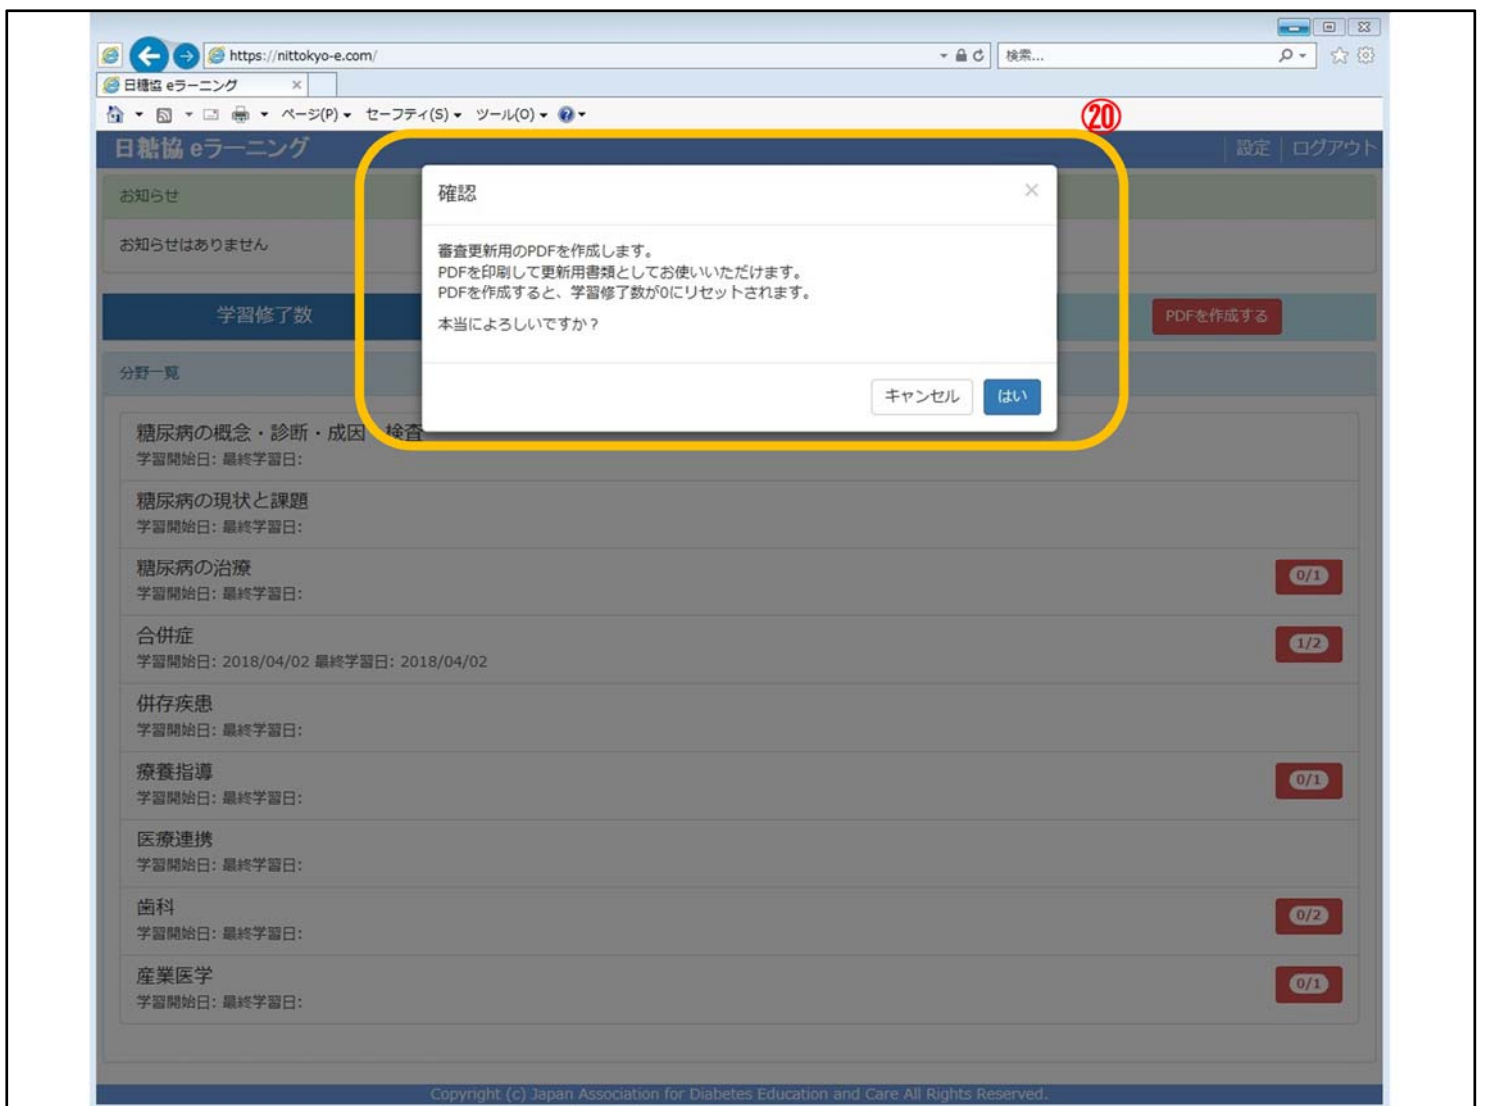 https://nittokyo-e.com/
検索...
日糖協 eラーニング
ページ(P) セーフティ(S) ツール(O)
⑳
日糖協 eラーニング
設定 ログアウト
お知らせ
お知らせはありません
確認
×
審査更新用のPDFを作成します。
PDFを印刷して更新用書類としてお使いいただけます。
PDFを作成すると、学習修了数が0にリセットされます。
本当によろしいですか？
キャンセル はい
学習修了数
PDFを作成する
分野一覧
糖尿病の概念・診断・成因 検査
学習開始日: 最終学習日:
糖尿病の現状と課題
学習開始日: 最終学習日:
糖尿病の治療
0/1
学習開始日: 最終学習日:
合併症
1/2
学習開始日: 2018/04/02 最終学習日: 2018/04/02
併存疾患
学習開始日: 最終学習日:
療養指導
0/1
学習開始日: 最終学習日:
医療連携
学習開始日: 最終学習日:
歯科
0/2
学習開始日: 最終学習日:
産業医学
0/1
学習開始日: 最終学習日:
Copyright (c) Japan Association for Diabetes Education and Care All Rights Reserved.